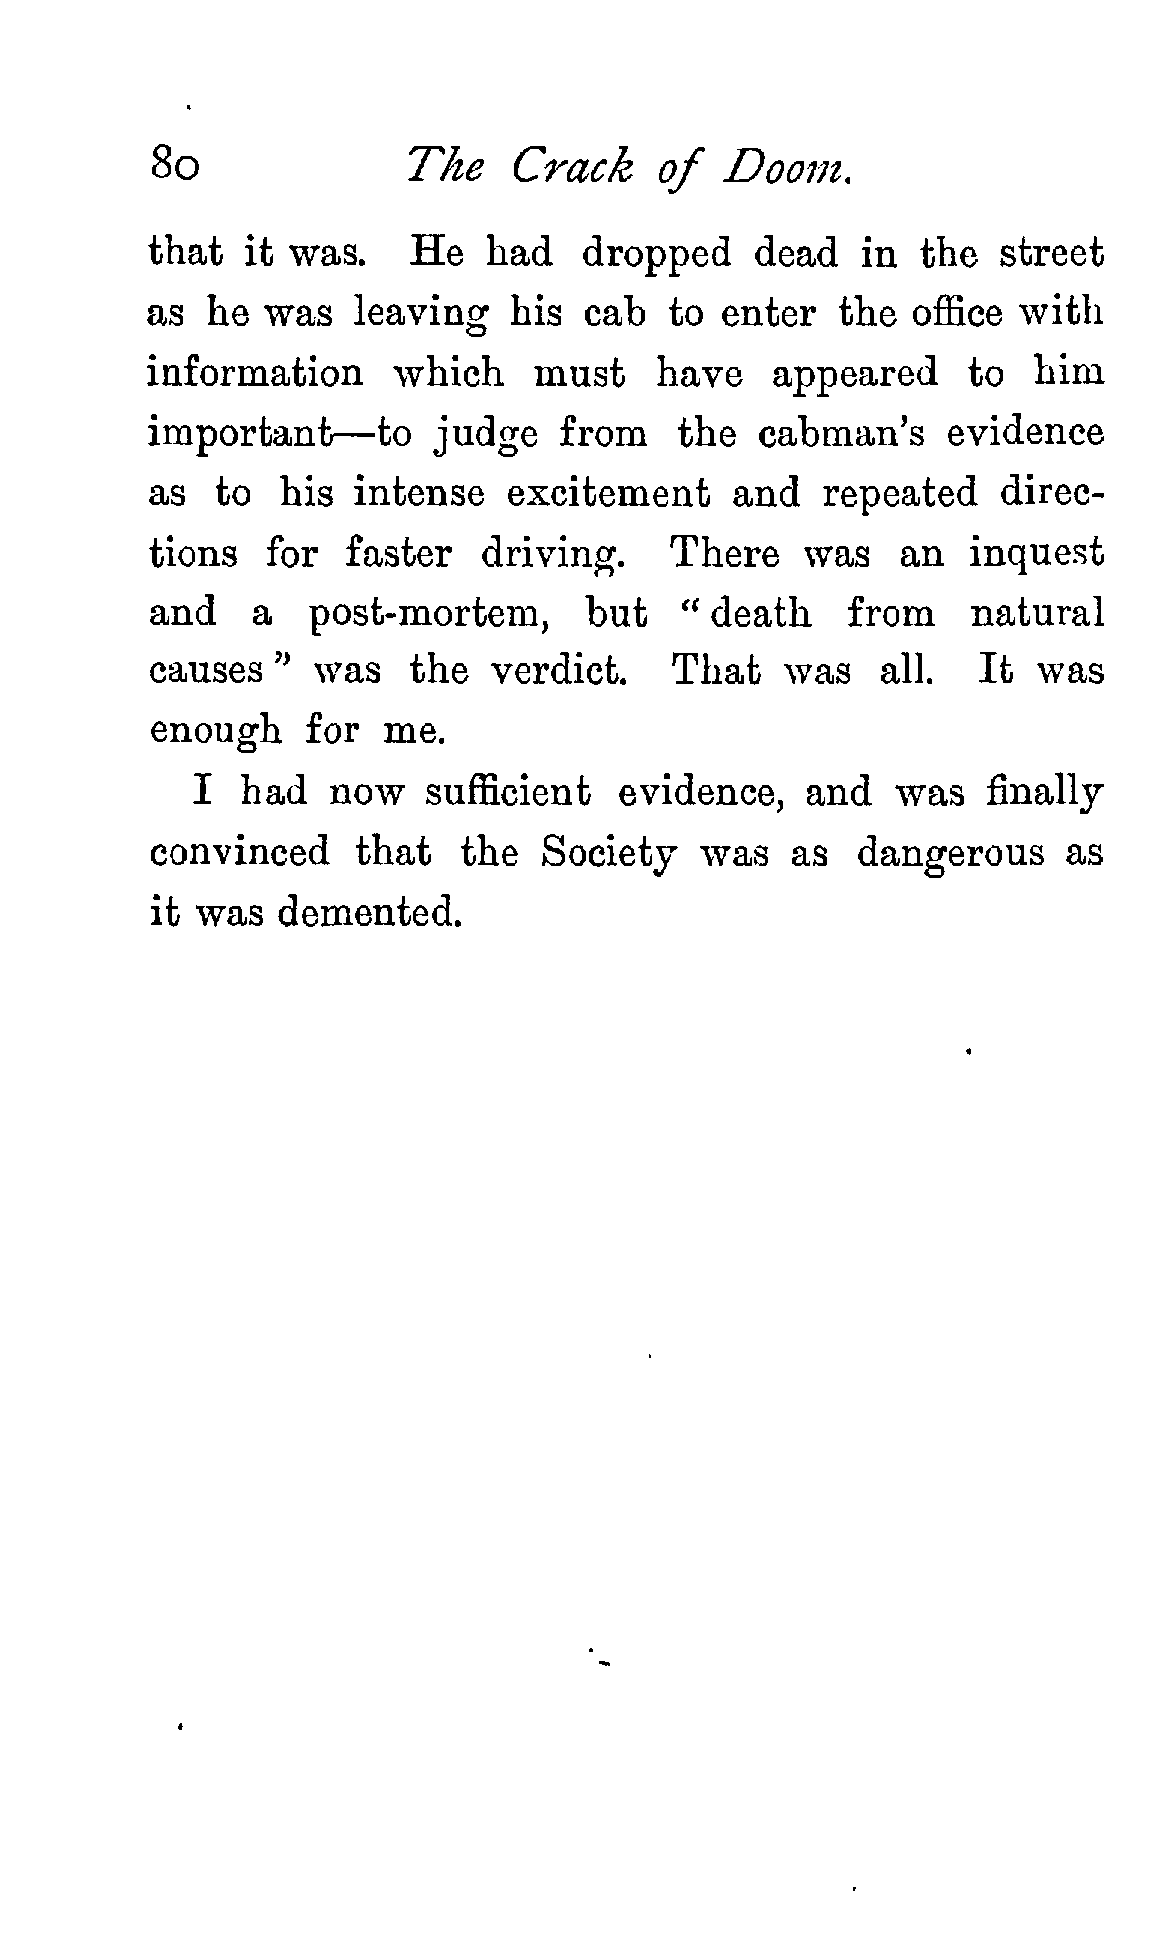 80 The Crack of Doom.
that it was. He had dropped dead in the street
as he was leaving his cab to enter the office with
information which must have appeared to him
important—to judge from the cabman's evidence
as to his intense excitement and repeated direc-
tions for faster driving. There was an inquest
and a post-mortem, but "death from natural
causes" was the verdict. That was all. It was
enough for me.
I had now sufficient evidence, and was finally
convinced that the Society was as dangerous as
it was demented.